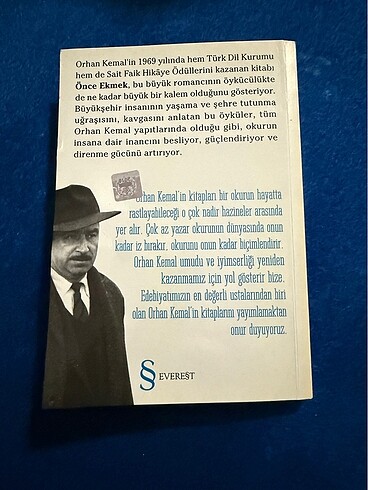 Orhan Kemal'in 1969 yılında hem Türk Dil Kurumu
hem de Sait Faik Hikâye Ödüllerini kazanan kitabı
Önce Ekmek, bu büyük romancının öykücülükte
de ne kadar büyük bir kalem olduğunu gösteriyor.
Büyükşehir insanının yaşama ve şehre tutunma
uğraşısını, kavgasını anlatan bu öyküler, tüm
Orhan Kemal yapıtlarında olduğu gibi, okurun
insana dair inancını besliyor, güçlendiriyor ve
direnme gücünü artırıyor.
Orhan Kemal'in kitapları bir okurun hayatta
rastlayabileceği o çok nadir hazineler arasında
yer alır. Çok az yazar okurunun dünyasında onun
kadar iz bırakır, okurunu onun kadar biçimlendirir.
Orhan Kemal umudu ve iyimserliği yeniden
kazanmamız için yol gösterir bize.
Edebiyatımızın en değerli ustalarından biri
olan Orhan Kemal'in kitaplarını yayımlamaktan
onur duyuyoruz.
EVEREST